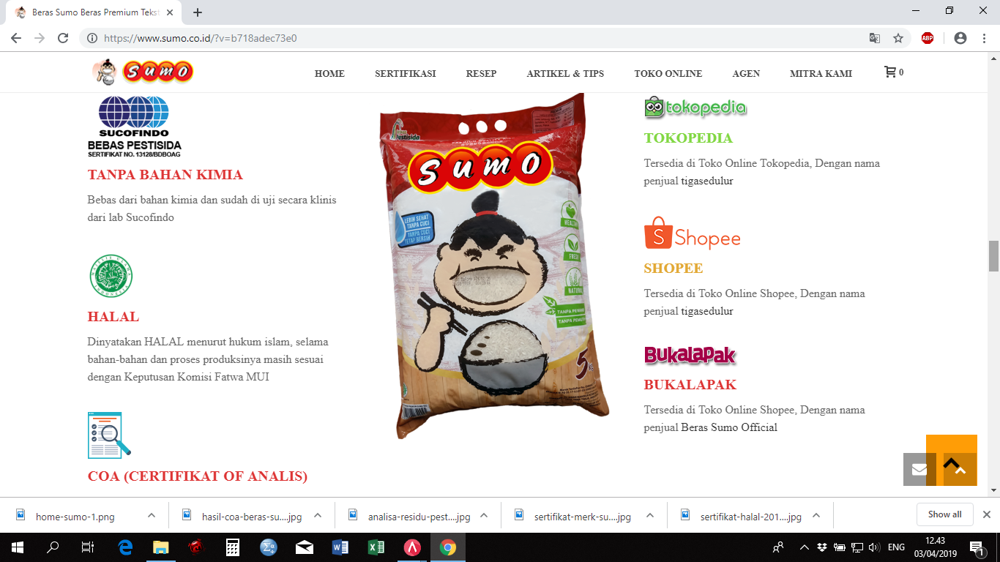 Beras Sumo Beras Premium Tekst
https://www.sumo.co.id/?v=b718adec73e0
ABP
Sumo
HOME
SERTIFIKASI
RESEP
ARTIKEL & TIPS
TOKO ONLINE
AGEN
MITRA KAMI
0
SUCOFINDO
BEBAS PESTISIDA
SERTIFIKAT NO. 13128/BDBOAG
TANPA BAHAN KIMIA
Bebas dari bahan kimia dan sudah di uji secara klinis
dari lab Sucofindo
HALAL
Dinyatakan HALAL menurut hukum islam, selama
bahan-bahan dan proses produksinya masih sesuai
dengan Keputusan Komisi Fatwa MUI
COA (CERTIFIKAT OF ANALIS)
Pestisida
Sumo
LEBIH SEHAT
TANPA CUCI
TANPA CUCI
TETAP BERSIH
HEALTHY
FRESH
NATURAL
TANPA
TANPA
5
tokopedia
TOKOPEDIA
Tersedia di Toko Online Tokopedia, Dengan nama
penjual tigasedulur
Shopee
SHOPEE
Tersedia di Toko Online Shopee, Dengan nama
penjual tigasedulur
BukalaPak
BUKALAPAK
Tersedia di Toko Online Shopee, Dengan nama
penjual Beras Sumo Official
home-sumo-1.png
hasil-coa-beras-su....jpg
analisa-residu-pest....jpg
sertifikat-merk-su....jpg
sertifikat-halal-201....jpg
Show all
ENG
12.43
03/04/2019
1